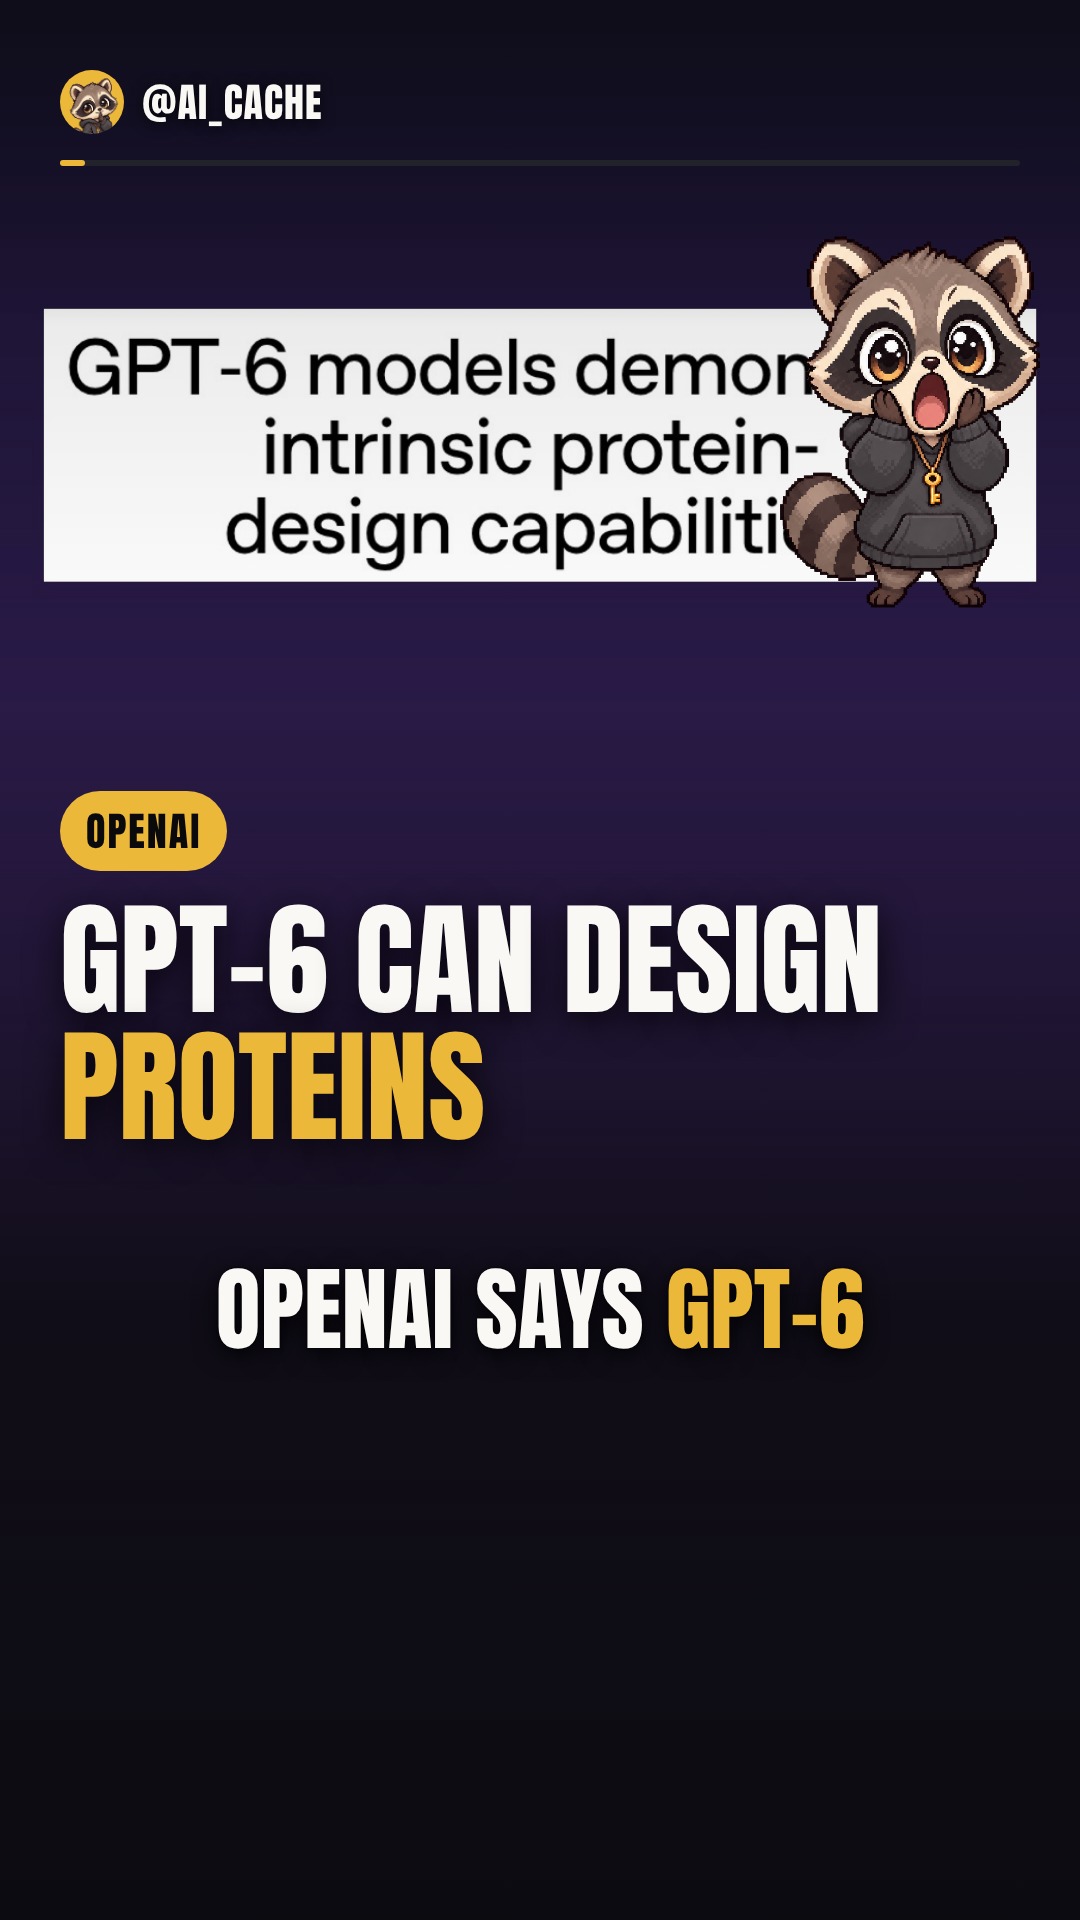 @AI_CACHE
GPT-6 models demon
intrinsic protein-
design capabiliti
OPENAI
GPT-6 CAN DESIGN
PROTEINS
OPENAI SAYS GPT-6